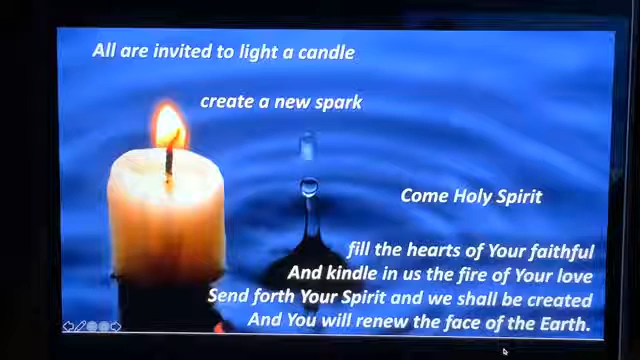 All are invited to light a candle
create a new spark
Come Holy Spirit
fill the hearts of Your faithful
And kindle in us the fire of Your love
Send forth Your Spirit and we shall be created
And You will renew the face of the Earth.